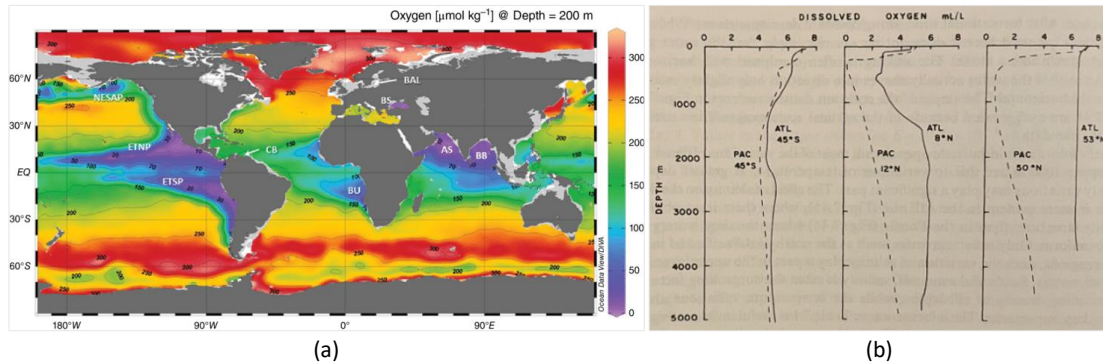 Oxygen [μmol kg⁻¹] @ Depth = 200 m
60°N
30°N
EQ
30°S
60°S
180°W
90°W
0°
90°E
NESAP
ETNP
ETSP
CB
BU
BAL
BS
AS
BB
300
250
200
150
100
50
0
Ocean Data View/DIVA
(a)
DISSOLVED OXYGEN mL/L
0 2 4 6 8
0 2 4 6 8
0 2 4 6 8
0
1000
2000
3000
4000
5000
DEPTH m
ATL
45°S
PAC
45°S
ATL
8°N
PAC
12°N
PAC
50°N
ATL
53°N
(b)